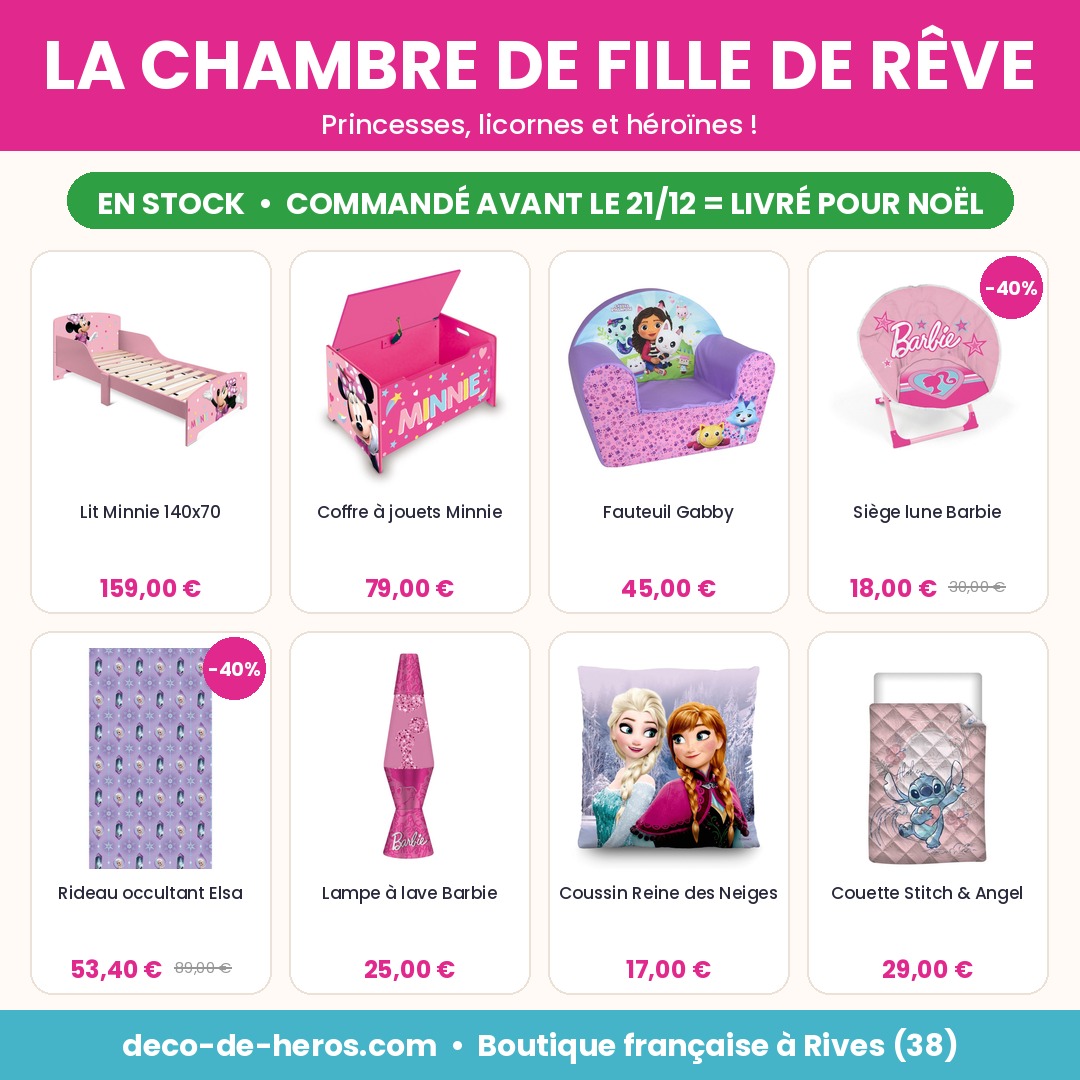 LA CHAMBRE DE FILLE DE RÊVE
Princesses, licornes et héroïnes !
EN STOCK • COMMANDÉ AVANT LE 21/12 = LIVRÉ POUR NOËL
MINNIE
Barbie
-40%
Lit Minnie 140x70
Coffre à jouets Minnie
Fauteuil Gabby
Siège lune Barbie
159,00 €
79,00 €
45,00 €
18,00 € 30,00 €
-40%
Barbie
Rideau occultant Elsa
Lampe à lave Barbie
Coussin Reine des Neiges
Couette Stitch & Angel
53,40 € 89,00 €
25,00 €
17,00 €
29,00 €
deco-de-heros.com • Boutique française à Rives (38)